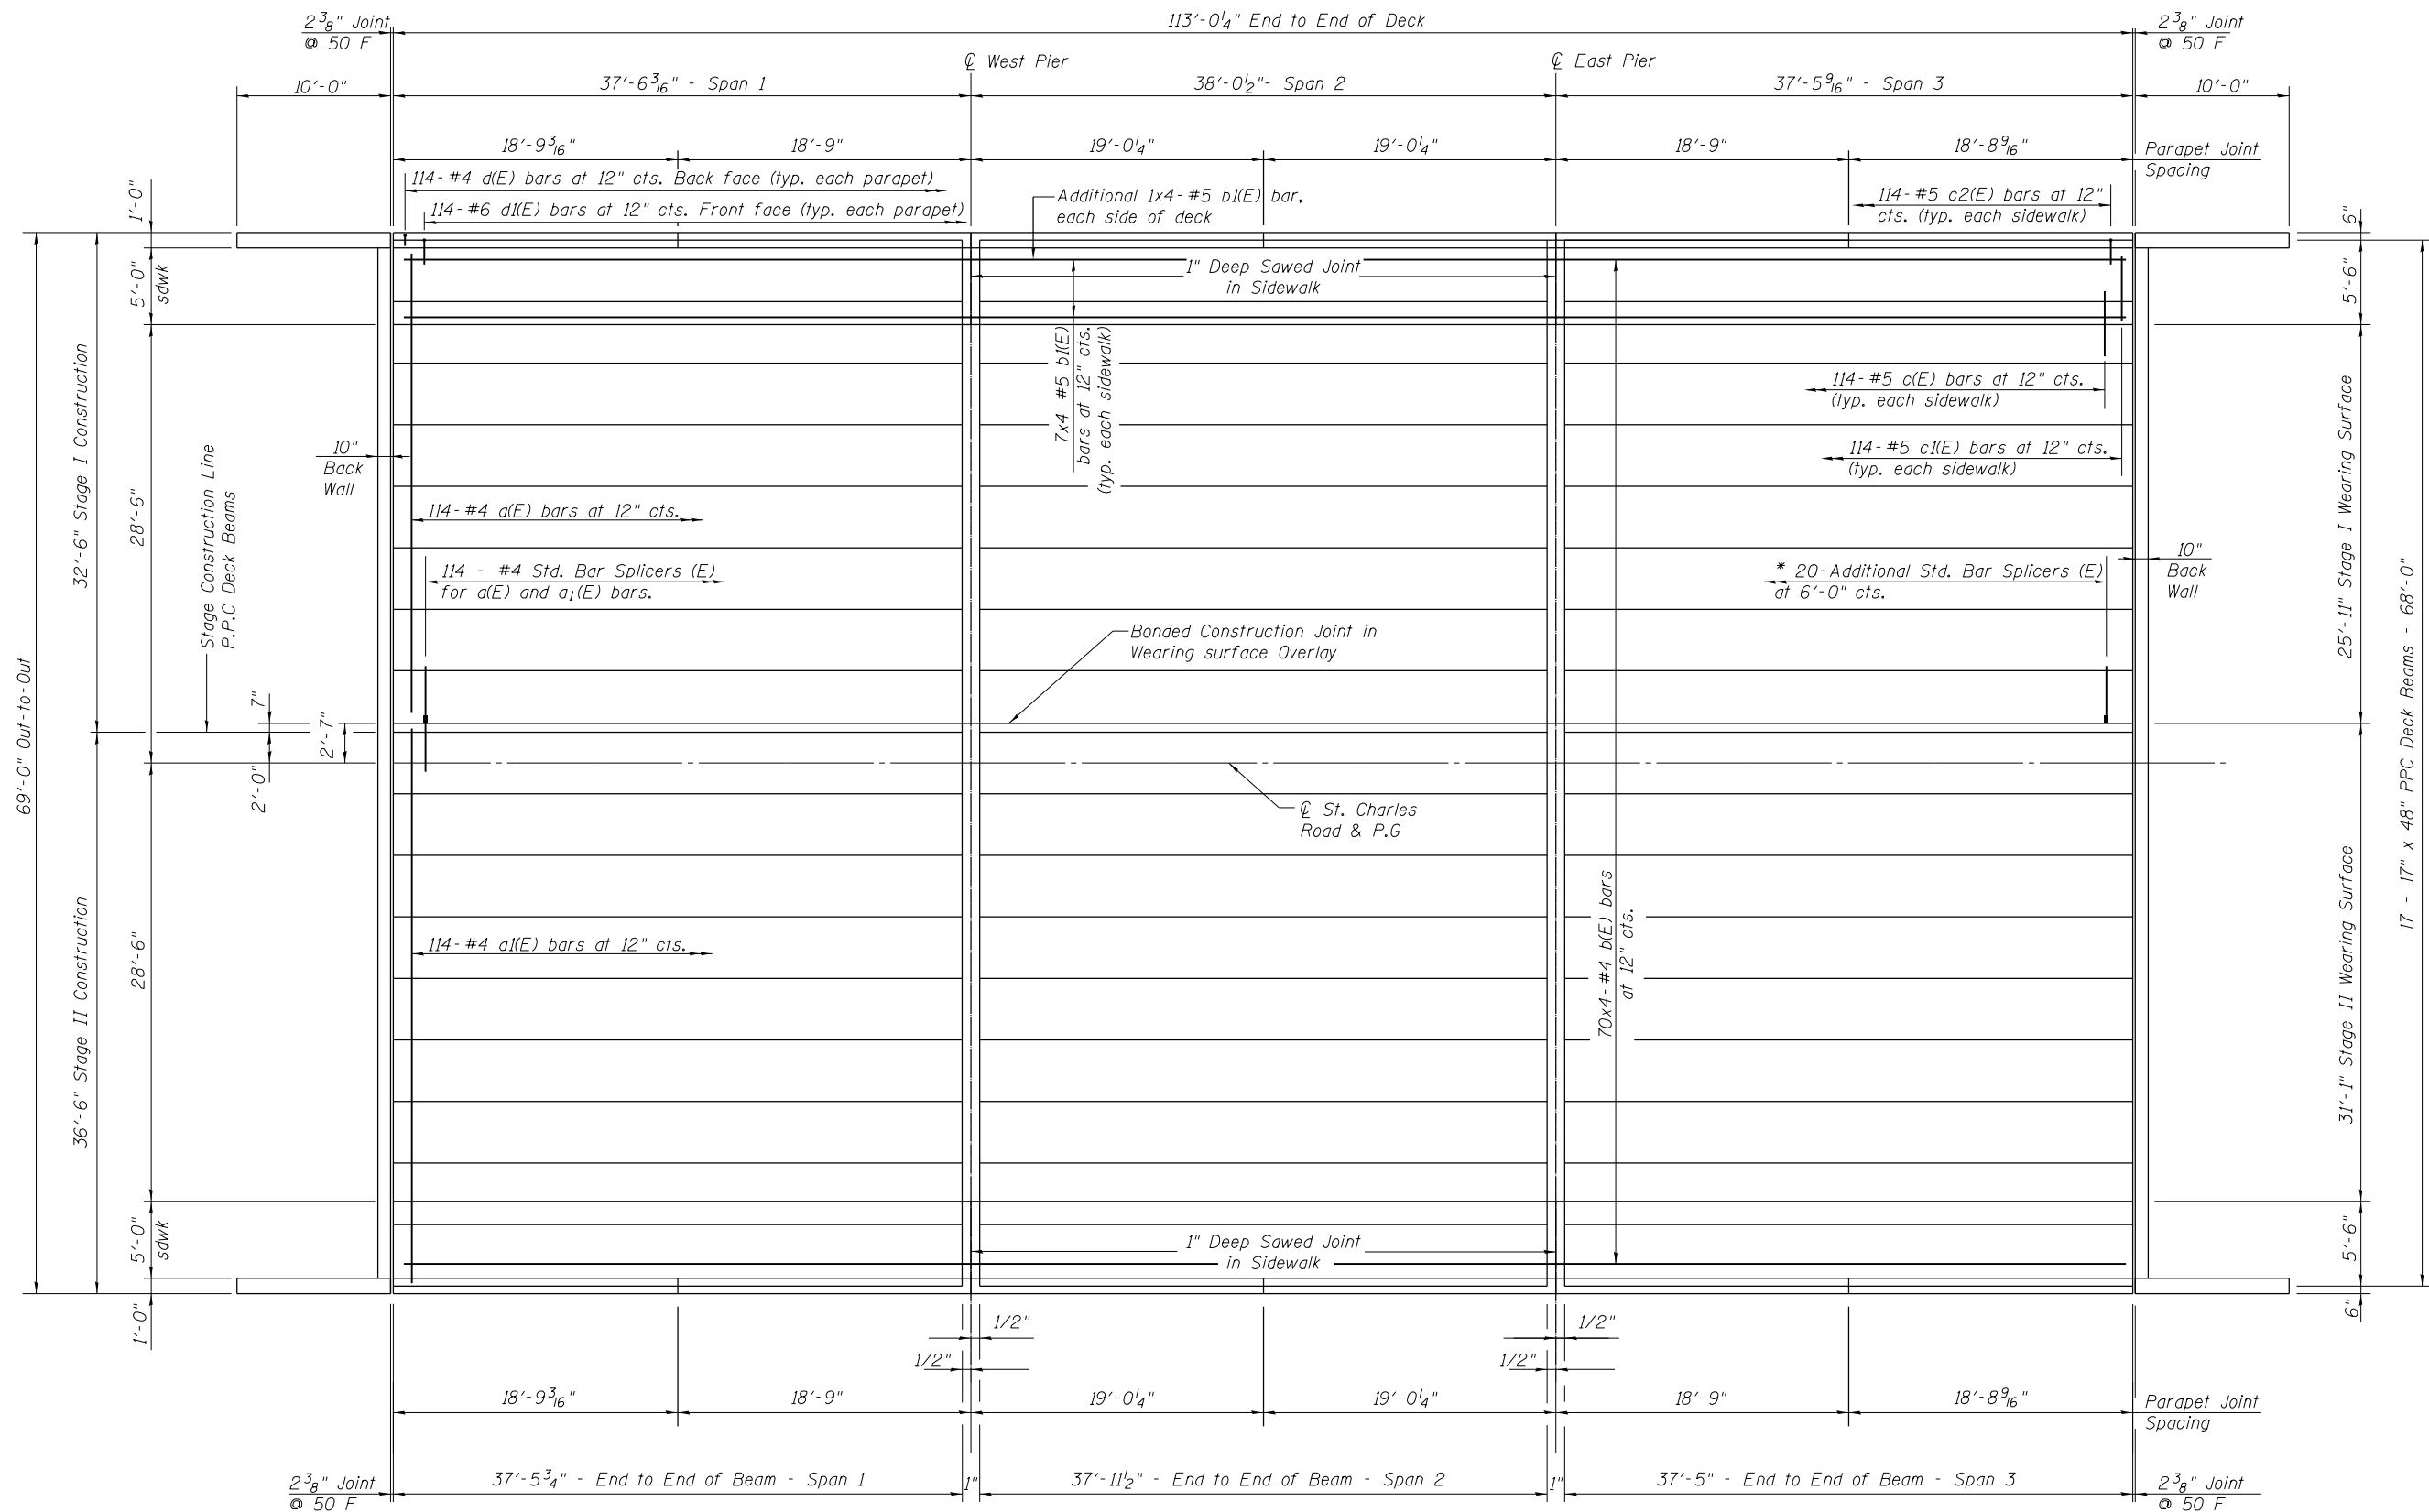 2 3/8" Joint
@ 50 F
113'-0 1/4" End to End of Deck
2 3/8" Joint
@ 50 F
℄ West Pier
℄ East Pier
10'-0"
37'-6 3/16" - Span 1
38'-0 1/2"- Span 2
37'-5 9/16" - Span 3
10'-0"
18'-9 3/16"
18'-9"
19'-0 1/4"
19'-0 1/4"
18'-9"
18'-8 9/16"
Parapet Joint
Spacing
114- #4 d(E) bars at 12" cts. Back face (typ. each parapet)
114- #6 d1(E) bars at 12" cts. Front face (typ. each parapet)
Additional 1x4- #5 b1(E) bar,
each side of deck
114- #5 c2(E) bars at 12"
cts. (typ. each sidewalk)
1'-0"
6"
1" Deep Sawed Joint
in Sidewalk
5'-0"
sdwk
5'-6"
7x4- #5 b1(E)
bars at 12" cts.
(typ. each sidewalk)
114- #5 c(E) bars at 12" cts.
(typ. each sidewalk)
114- #5 c1(E) bars at 12" cts.
(typ. each sidewalk)
10"
Back
Wall
Stage Construction Line
P.P.C Deck Beams
32'-6" Stage I Construction
28'-6"
25'-11" Stage I Wearing Surface
114- #4 a(E) bars at 12" cts.
114 - #4 Std. Bar Splicers (E)
for a(E) and a1(E) bars.
* 20- Additional Std. Bar Splicers (E)
at 6'-0" cts.
10"
Back
Wall
Bonded Construction Joint in
Wearing surface Overlay
69'-0" Out-to-Out
7"
2'-7"
2'-0"
17 - 17" x 48" PPC Deck Beams - 68'-0"
℄ St. Charles
Road & P.G
70x4- #4 b(E) bars
at 12" cts.
36'-6" Stage II Construction
28'-6"
31'-1" Stage II Wearing Surface
114- #4 a1(E) bars at 12" cts.
5'-0"
sdwk
1" Deep Sawed Joint
in Sidewalk
5'-6"
1'-0"
6"
1/2"
1/2"
1/2"
1/2"
18'-9 3/16"
18'-9"
19'-0 1/4"
19'-0 1/4"
18'-9"
18'-8 9/16"
Parapet Joint
Spacing
2 3/8" Joint
@ 50 F
37'-5 3/4" - End to End of Beam - Span 1
1"
37'-11 1/2" - End to End of Beam - Span 2
1"
37'-5" - End to End of Beam - Span 3
2 3/8" Joint
@ 50 F